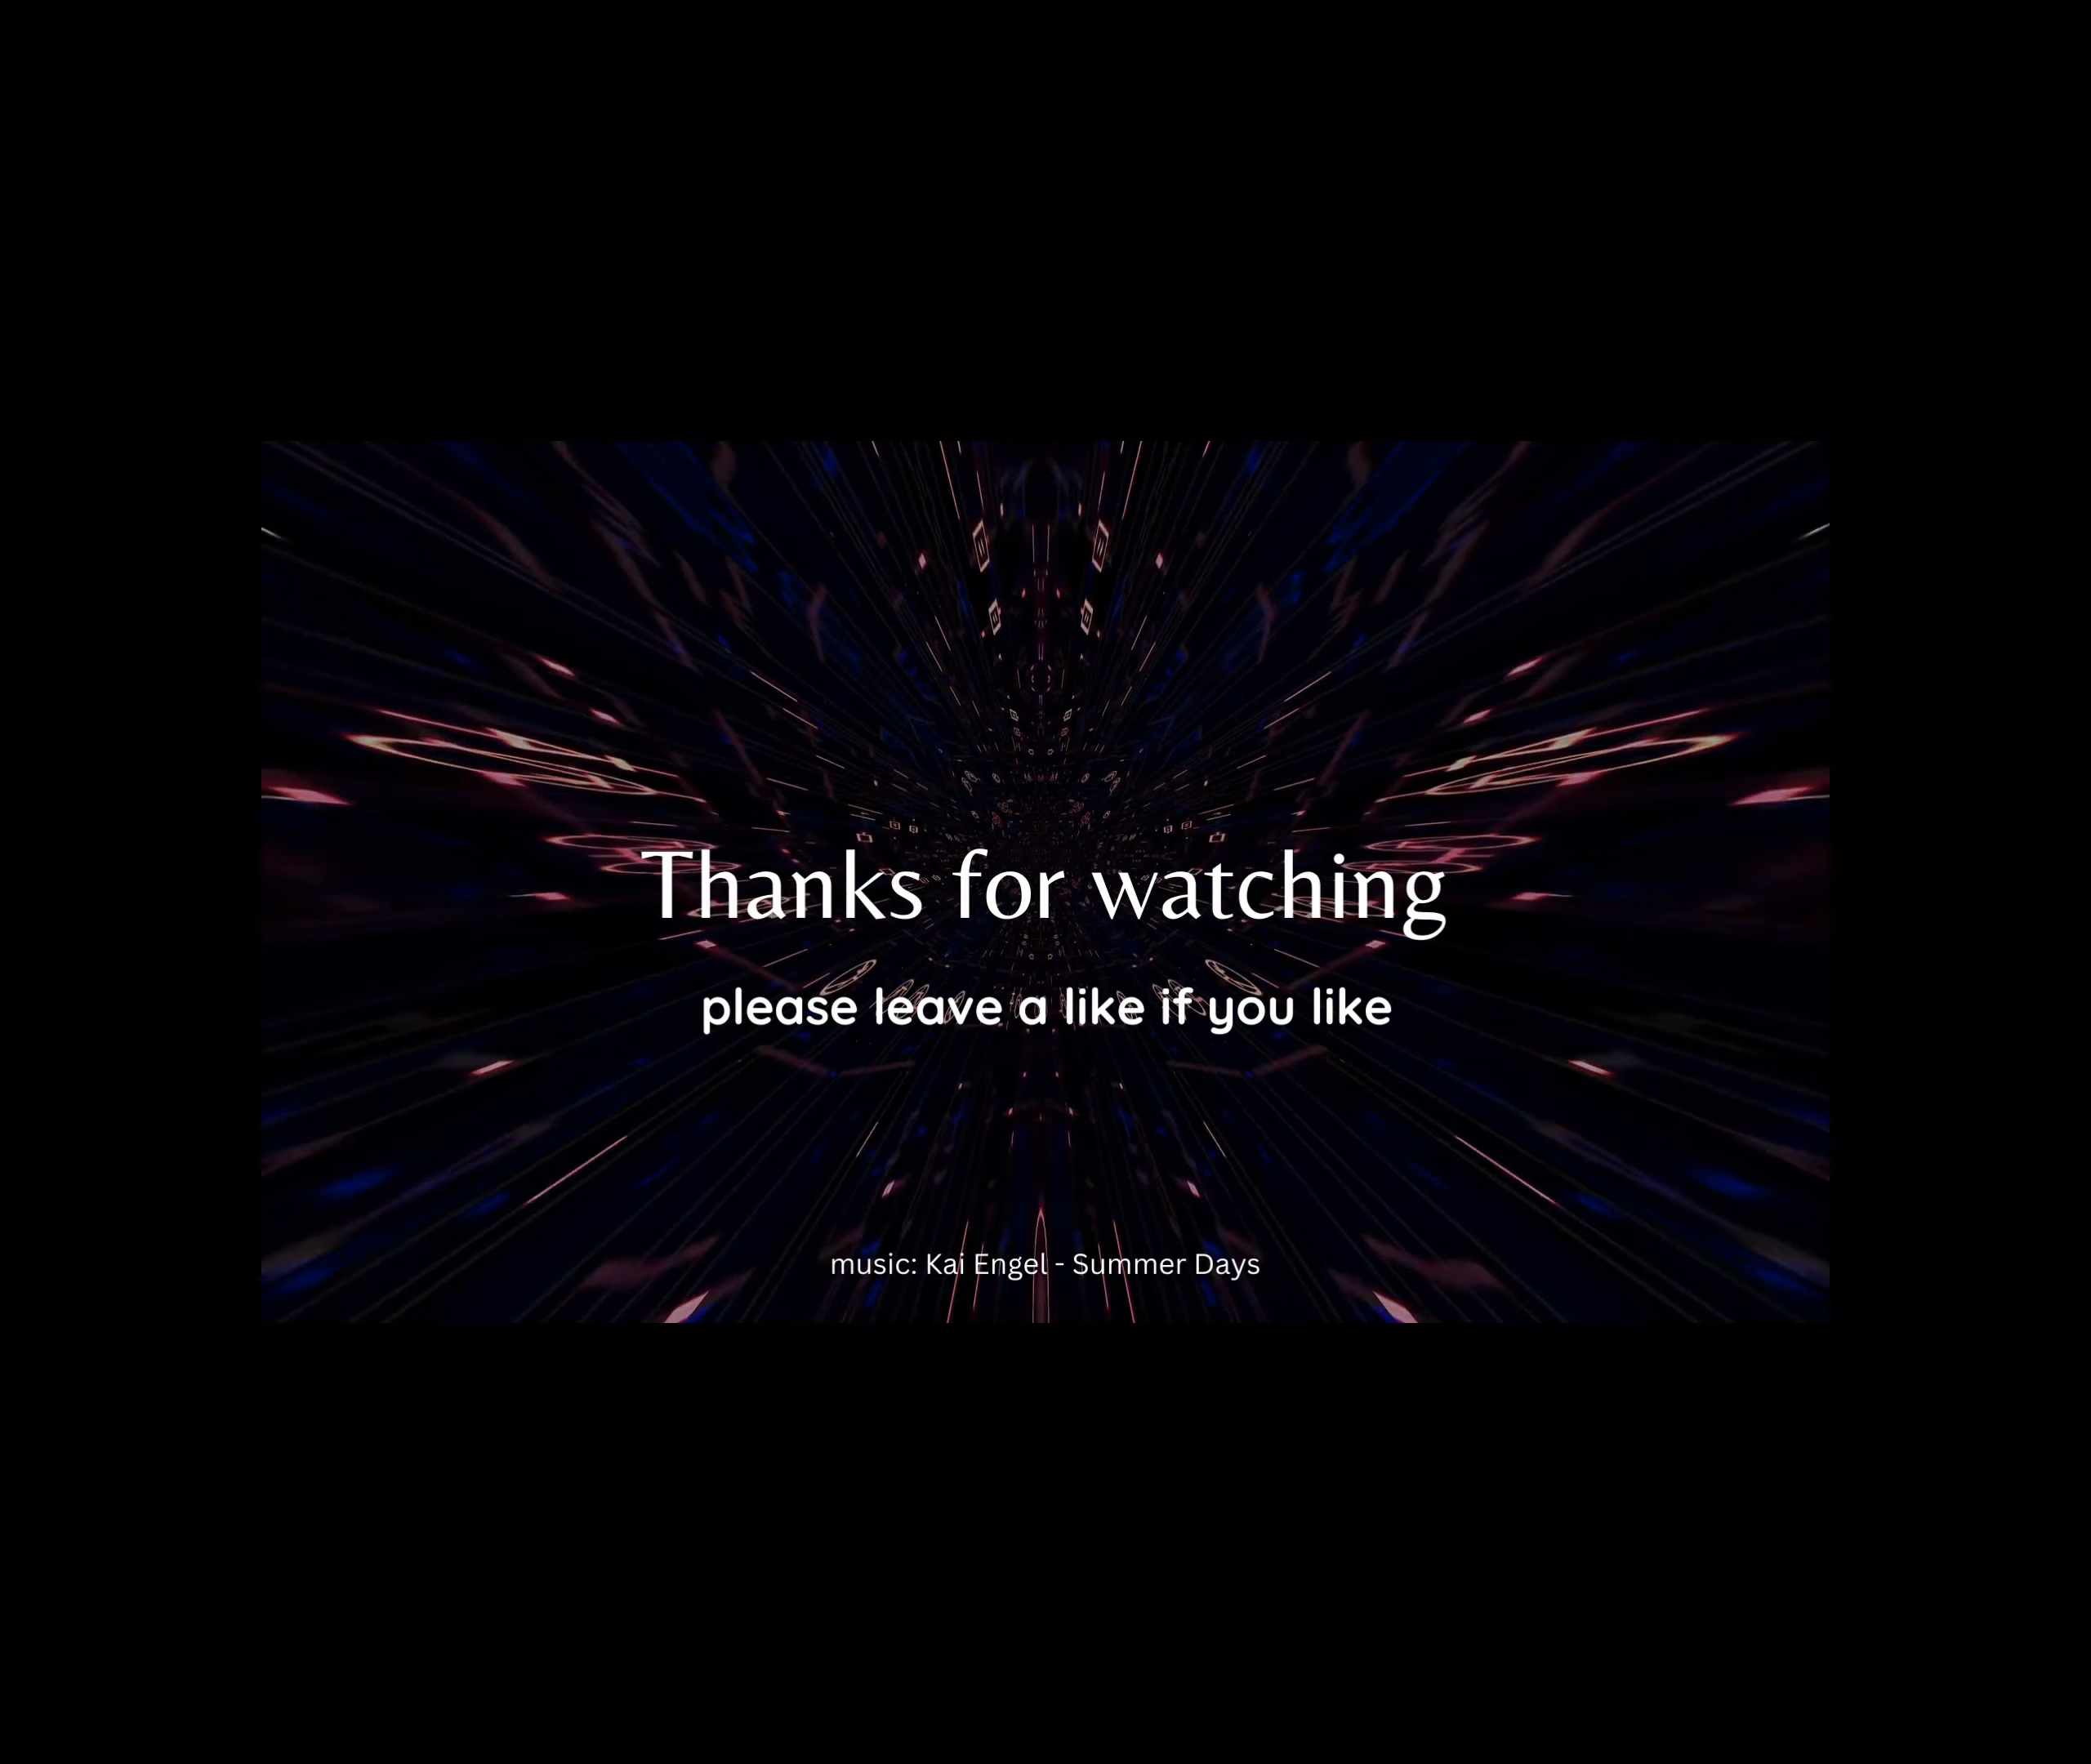 Thanks for watching
please leave a like if you like
music: Kai Engel - Summer Days